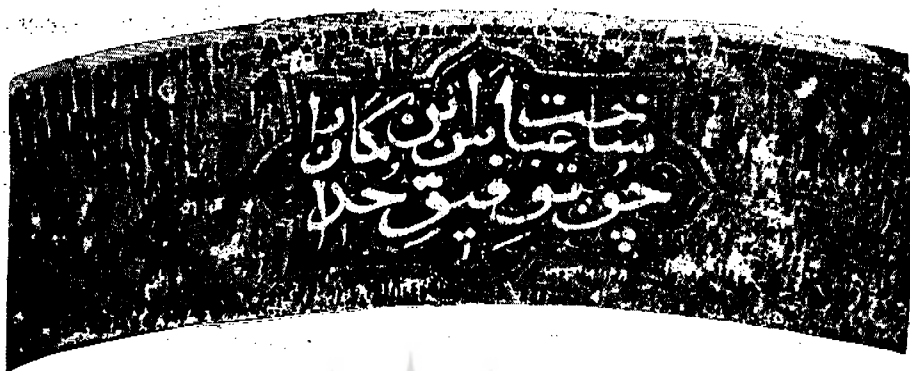 ساخت عباس این مکان را
چون بتوفیق خدا